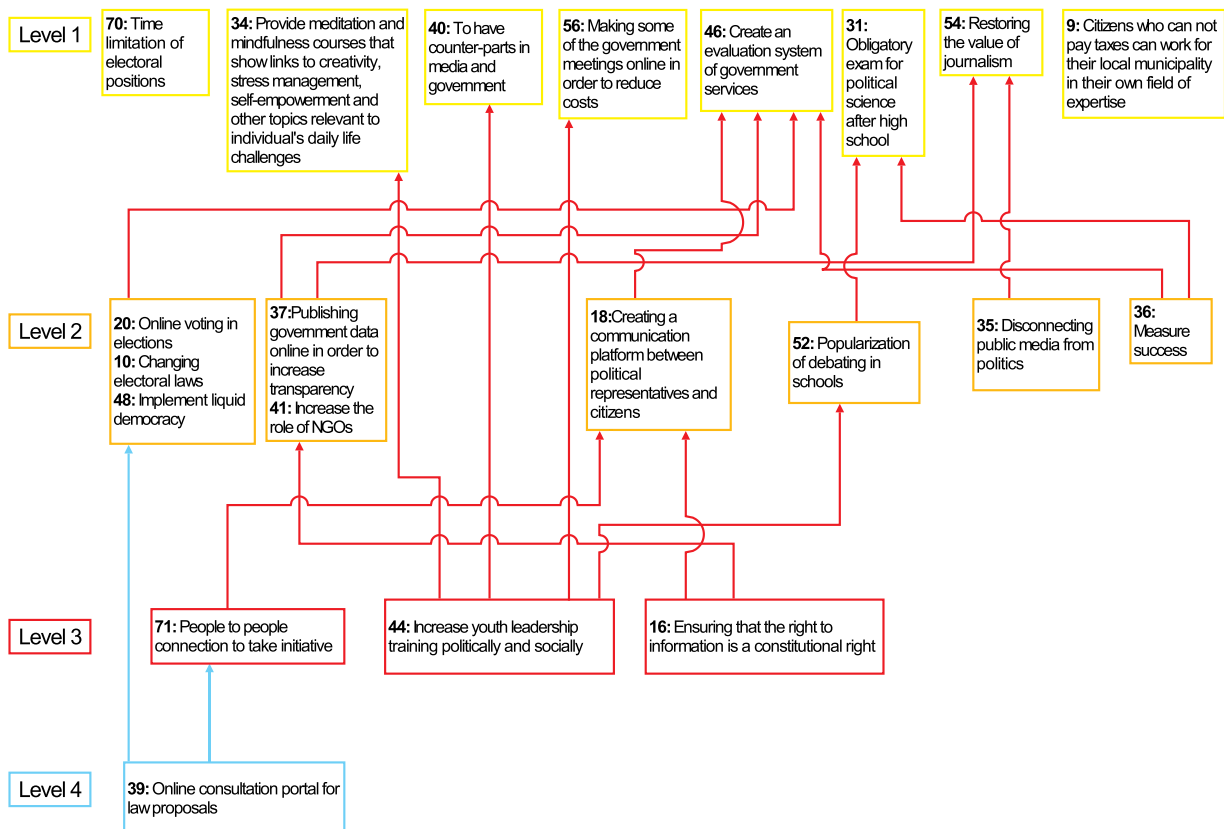 Level 1
70: Time
limitation of
electoral
positions
34: Provide meditation and
mindfulness courses that
show links to creativity,
stress management,
self-empowerment and
other topics relevant to
individual's daily life
challenges
40: To have
counter-parts in
media and
government
56: Making some
of the government
meetings online in
order to reduce
costs
46: Create an
evaluation system
of government
services
31:
Obligatory
exam for
political
science
after high
school
54: Restoring
the value of
journalism
9: Citizens who can not
pay taxes can work for
their local municipality
in their own field of
expertise
Level 2
20: Online voting in
elections
10: Changing
electoral laws
48: Implement liquid
democracy
37:Publishing
government data
online in order to
increase
transparency
41: Increase the
role of NGOs
18:Creating a
communication
platform between
political
representatives and
citizens
52: Popularization
of debating in
schools
35: Disconnecting
public media from
politics
36:
Measure
success
Level 3
71: People to people
connection to take initiative
44: Increase youth leadership
training politically and socially
16: Ensuring that the right to
information is a constitutional right
Level 4
39: Online consultation portal for
law proposals